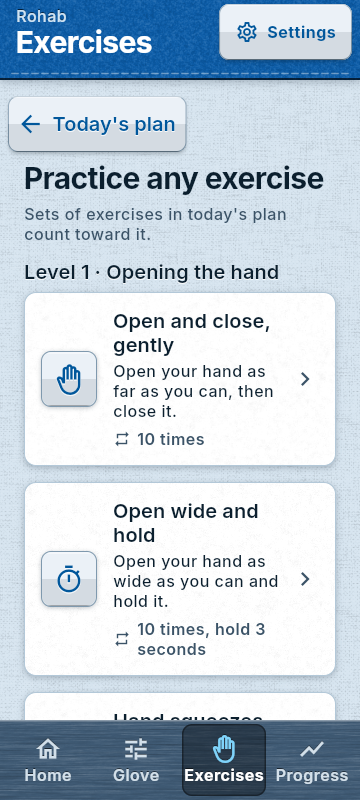 Rohab
Exercises
Settings
Today's plan
Practice any exercise
Sets of exercises in today's plan
count toward it.
Level 1 · Opening the hand
Open and close,
gently
Open your hand as
far as you can, then
close it.
10 times
Open wide and
hold
Open your hand as
wide as you can and
hold it.
10 times, hold 3
seconds
Hand squeezes
Home
Glove
Exercises
Progress